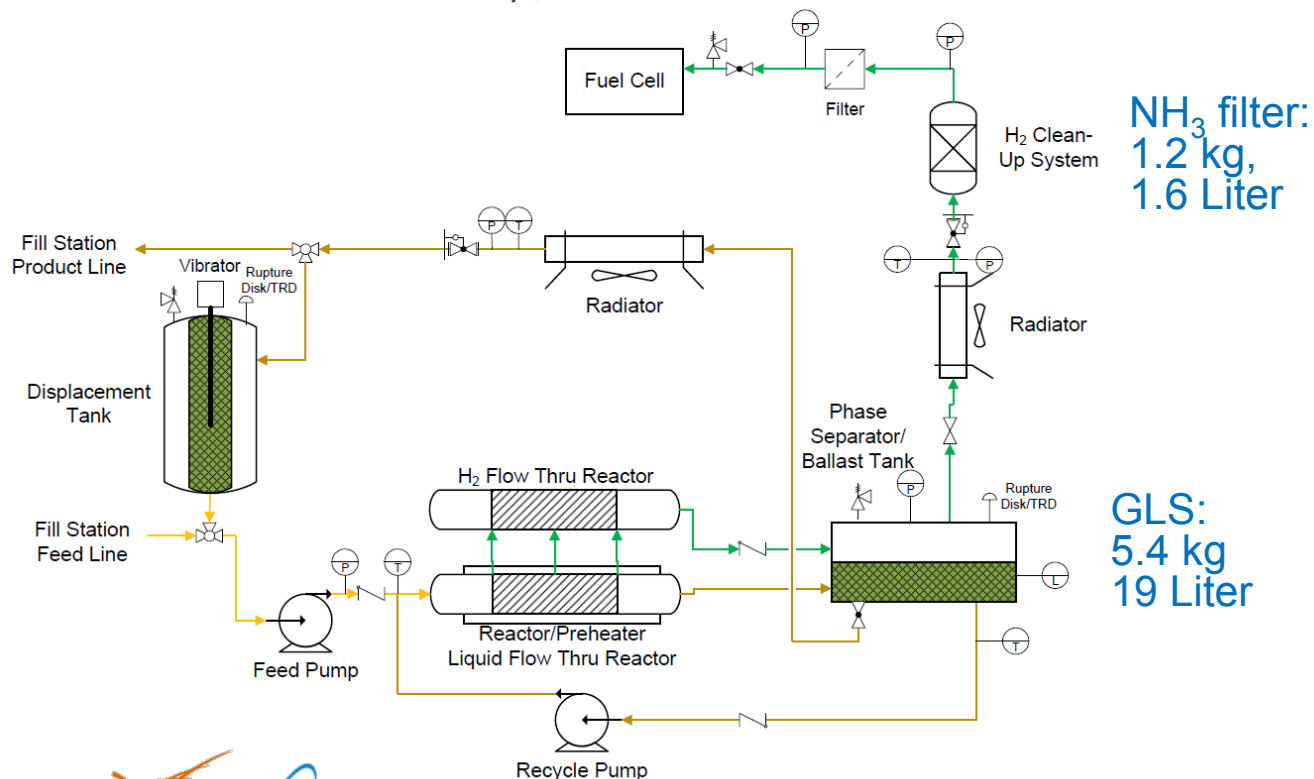 Fuel Cell
P
Filter
P
H₂ Clean-
Up System
NH₃ filter:
1.2 kg,
1.6 Liter
Fill Station
Product Line
Vibrator
Rupture
Disk/TRD
P
T
Radiator
T
P
Radiator
Displacement
Tank
Phase
Separator/
Ballast Tank
P
Rupture
Disk/TRD
H₂ Flow Thru Reactor
Fill Station
Feed Line
P
T
L
GLS:
5.4 kg
19 Liter
Reactor/Preheater
Liquid Flow Thru Reactor
T
Feed Pump
Recycle Pump